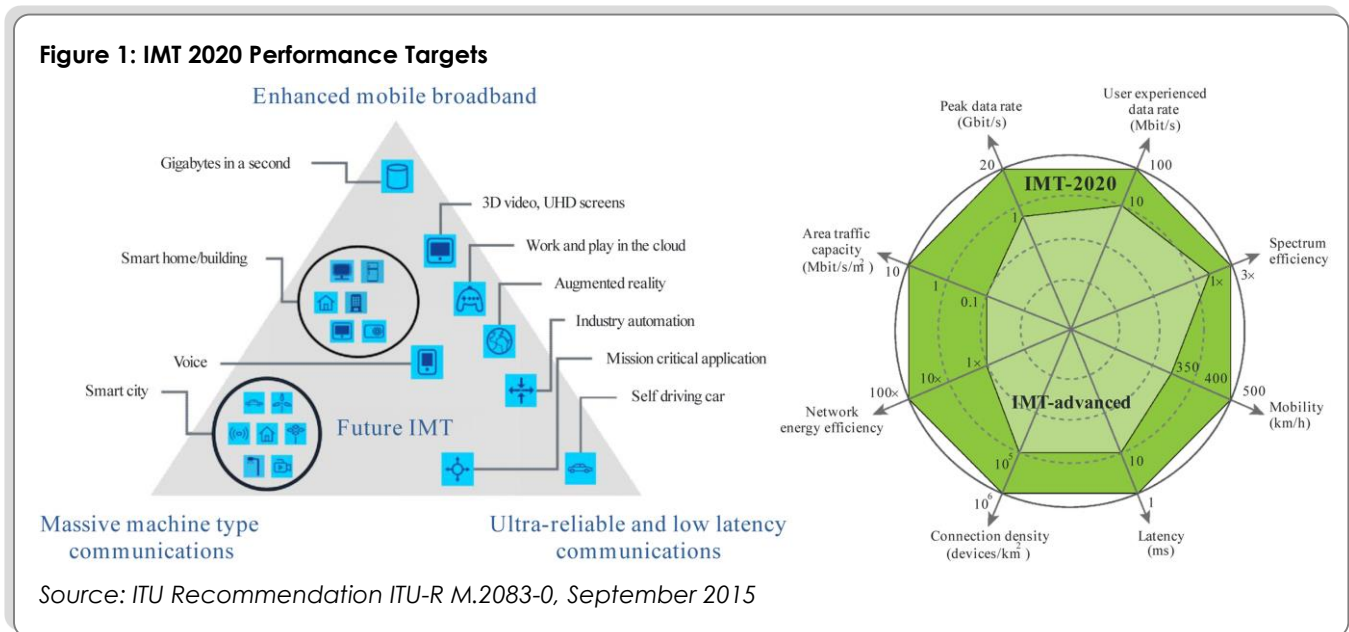 Figure 1: IMT 2020 Performance Targets
Enhanced mobile broadband
Gigabytes in a second
3D video, UHD screens
Smart home/building
Work and play in the cloud
Augmented reality
Industry automation
Voice
Mission critical application
Smart city
Self driving car
Future IMT
Massive machine type
communications
Ultra-reliable and low latency
communications
Peak data rate
(Gbit/s)
User experienced
data rate
(Mbit/s)
20
100
IMT-2020
1
10
Area traffic
capacity
(Mbit/s/m²)
Spectrum
efficiency
10
1
0.1
1×
3×
1×
10×
100×
350
400
500
Network
energy efficiency
IMT-advanced
Mobility
(km/h)
10⁵
10
10⁶
1
Connection density
(devices/km²)
Latency
(ms)
Source: ITU Recommendation ITU-R M.2083-0, September 2015